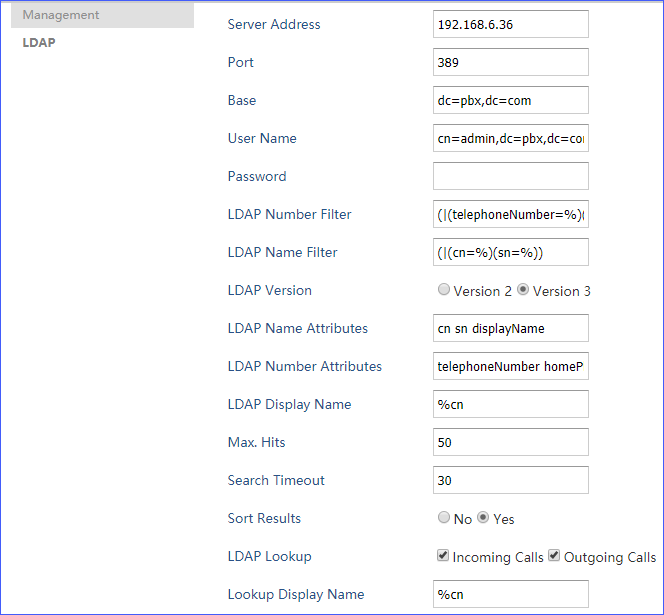 Management
LDAP
Server Address 192.168.6.36
Port 389
Base dc=pbx,dc=com
User Name cn=admin,dc=pbx,dc=co
Password
LDAP Number Filter (|(telephoneNumber=%)(
LDAP Name Filter (|(cn=%)(sn=%))
LDAP Version Version 2 Version 3
LDAP Name Attributes cn sn displayName
LDAP Number Attributes telephoneNumber homeP
LDAP Display Name %cn
Max. Hits 50
Search Timeout 30
Sort Results No Yes
LDAP Lookup Incoming Calls Outgoing Calls
Lookup Display Name %cn